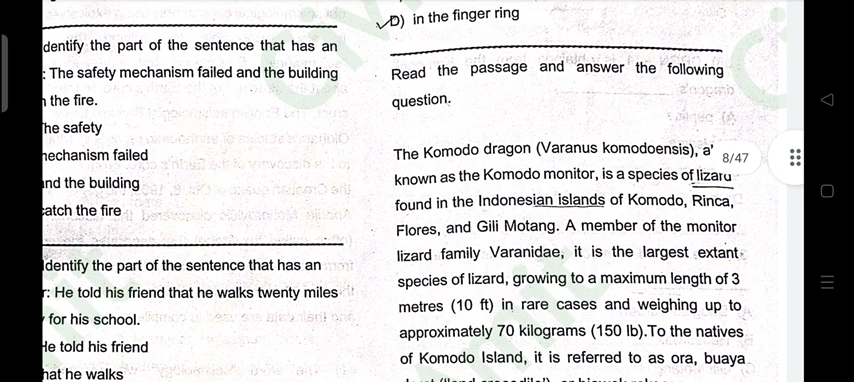 dentify the part of the sentence that has an
: The safety mechanism failed and the building
the fire.
he safety
mechanism failed
and the building
catch the fire
Identify the part of the sentence that has an
r: He told his friend that he walks twenty miles
for his school.
He told his friend
hat he walks
D) in the finger ring
Read the passage and answer the following
question.
The Komodo dragon (Varanus komodoensis), a
known as the Komodo monitor, is a species of lizard
found in the Indonesian islands of Komodo, Rinca,
Flores, and Gili Motang. A member of the monitor
lizard family Varanidae, it is the largest extant
species of lizard, growing to a maximum length of 3
metres (10 ft) in rare cases and weighing up to
approximately 70 kilograms (150 lb).To the natives
of Komodo Island, it is referred to as ora, buaya
8/47